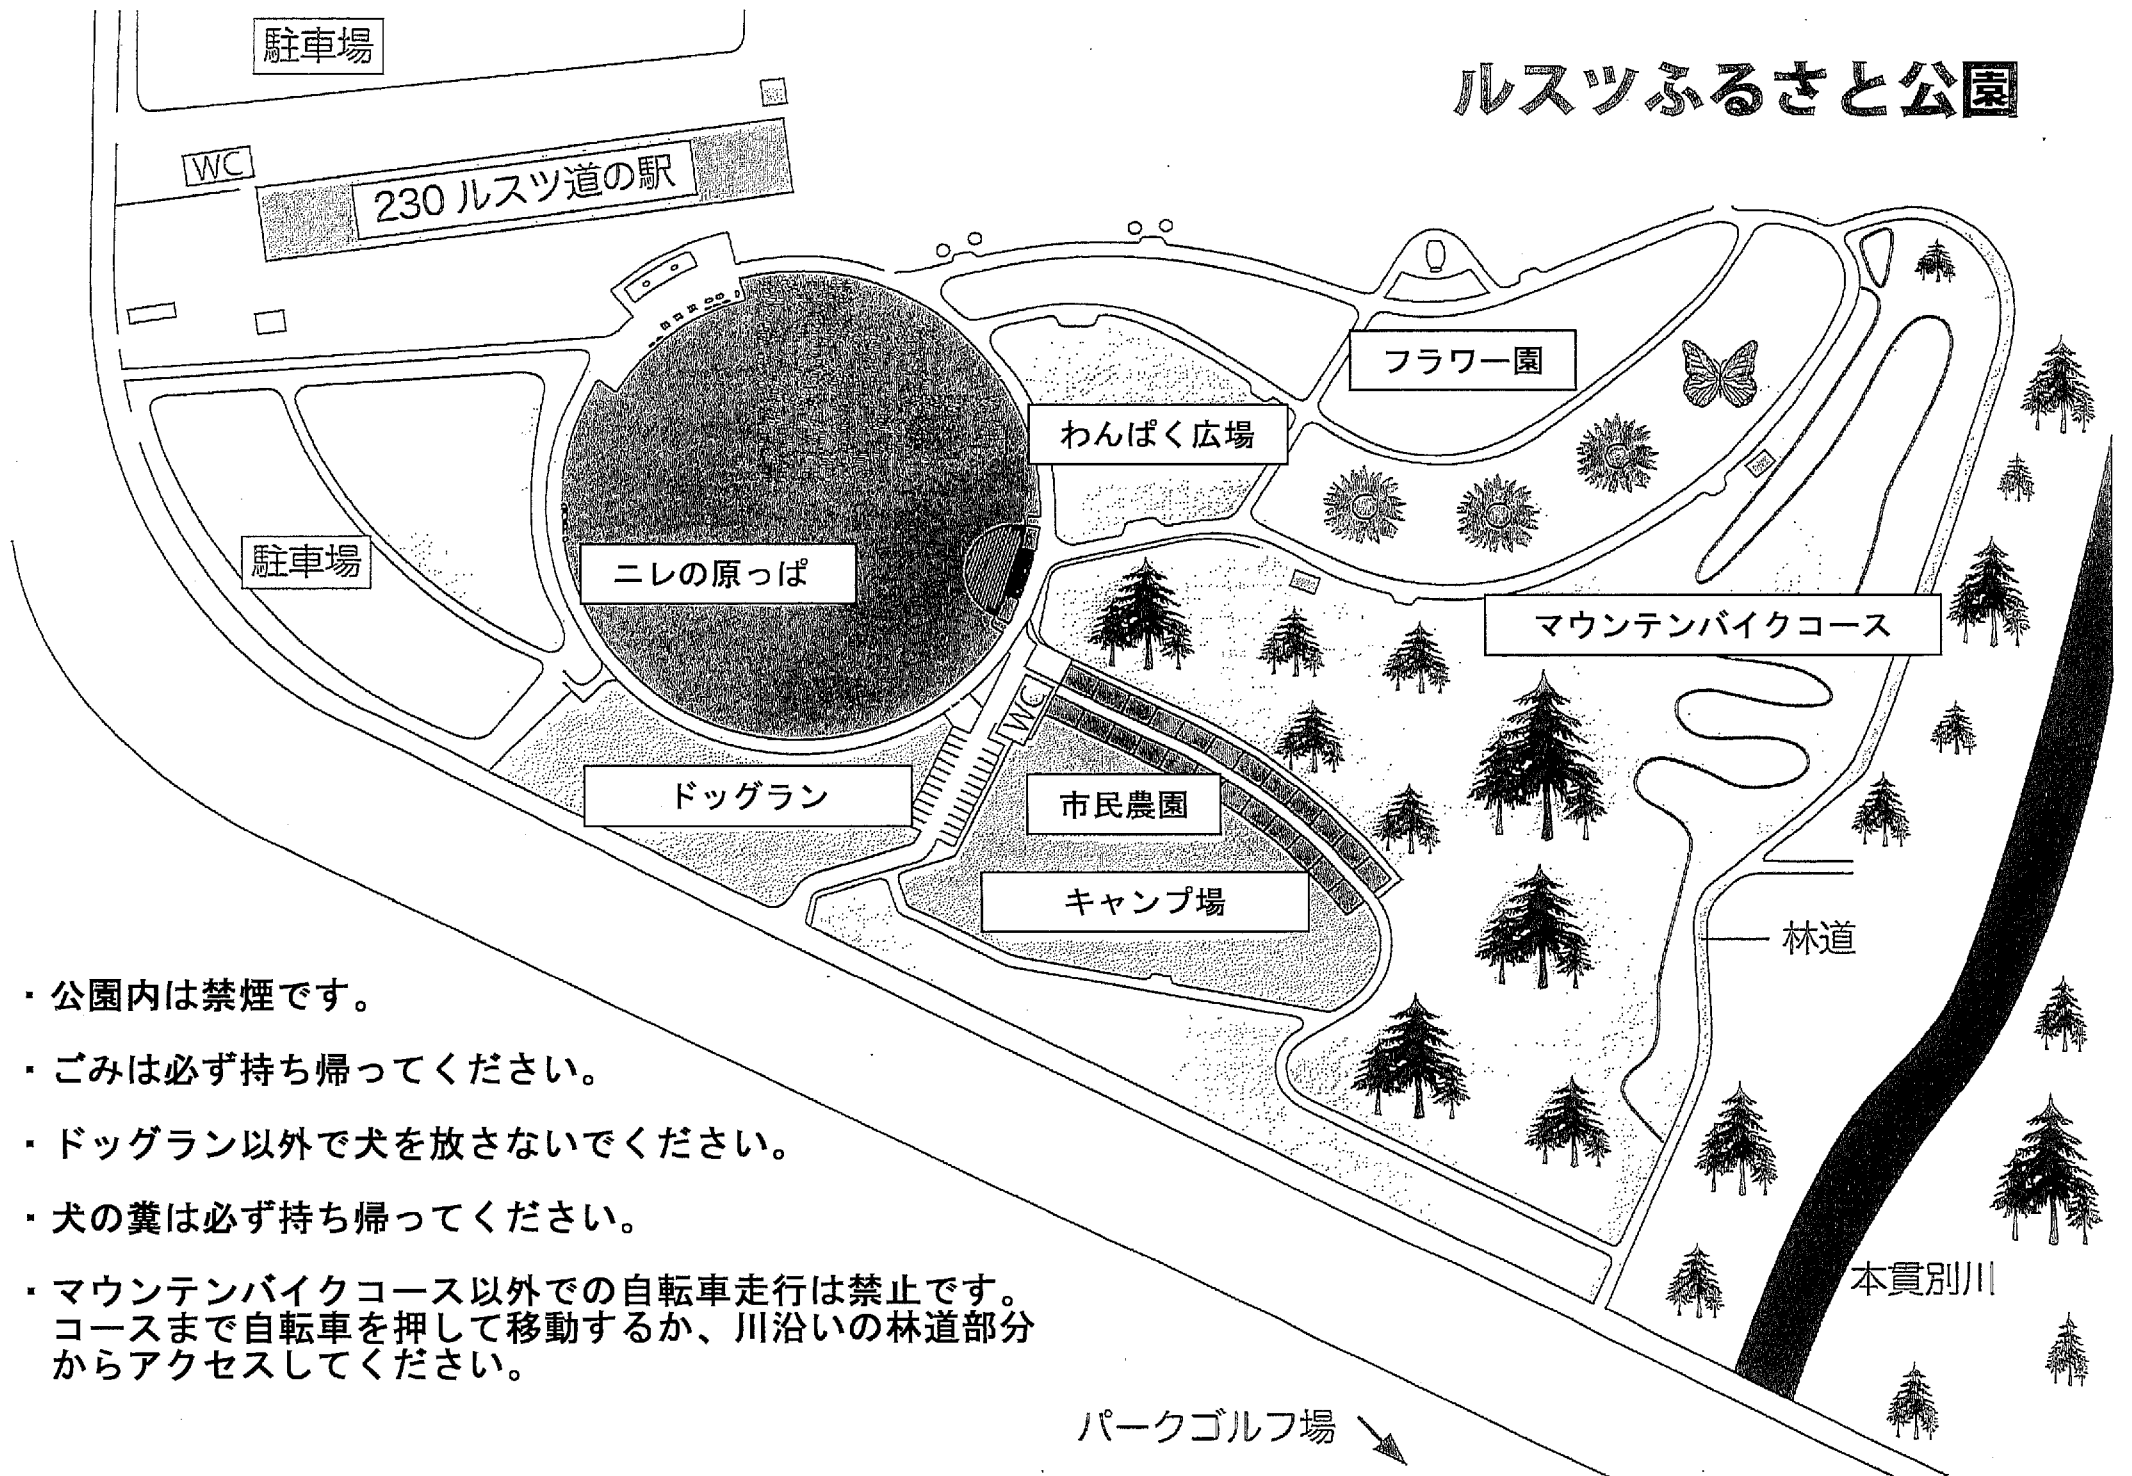 駐車場
ルスツふるさと公園
WC
230 ルスツ道の駅
フラワー園
わんぱく広場
駐車場
ニレの原っぱ
マウンテンバイクコース
WC
ドッグラン
市民農園
キャンプ場
林道
・公園内は禁煙です。
・ごみは必ず持ち帰ってください。
・ドッグラン以外で犬を放さないでください。
・犬の糞は必ず持ち帰ってください。
・マウンテンバイクコース以外での自転車走行は禁止です。
コースまで自転車を押して移動するか、川沿いの林道部分
からアクセスしてください。
本貫別川
パークゴルフ場